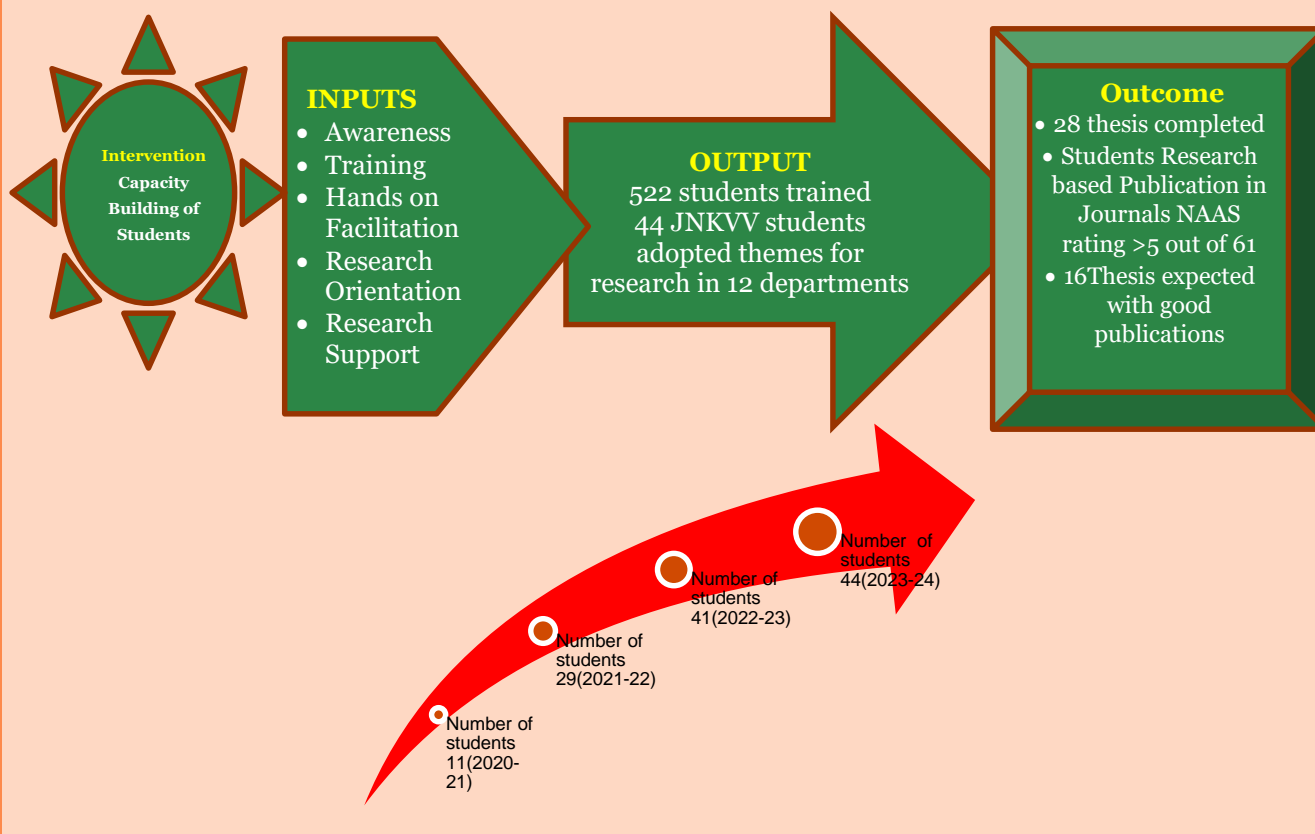 Intervention
Capacity
Building of
Students
INPUTS
• Awareness
• Training
• Hands on
Facilitation
• Research
Orientation
• Research
Support
OUTPUT
522 students trained
44 JNKVV students
adopted themes for
research in 12 departments
Outcome
• 28 thesis completed
• Students Research
based Publication in
Journals NAAS
rating >5 out of 61
• 16Thesis expected
with good
publications
Number of
students
44(2023-24)
Number of
students
41(2022-23)
Number of
students
29(2021-22)
Number of
students
11(2020-
21)